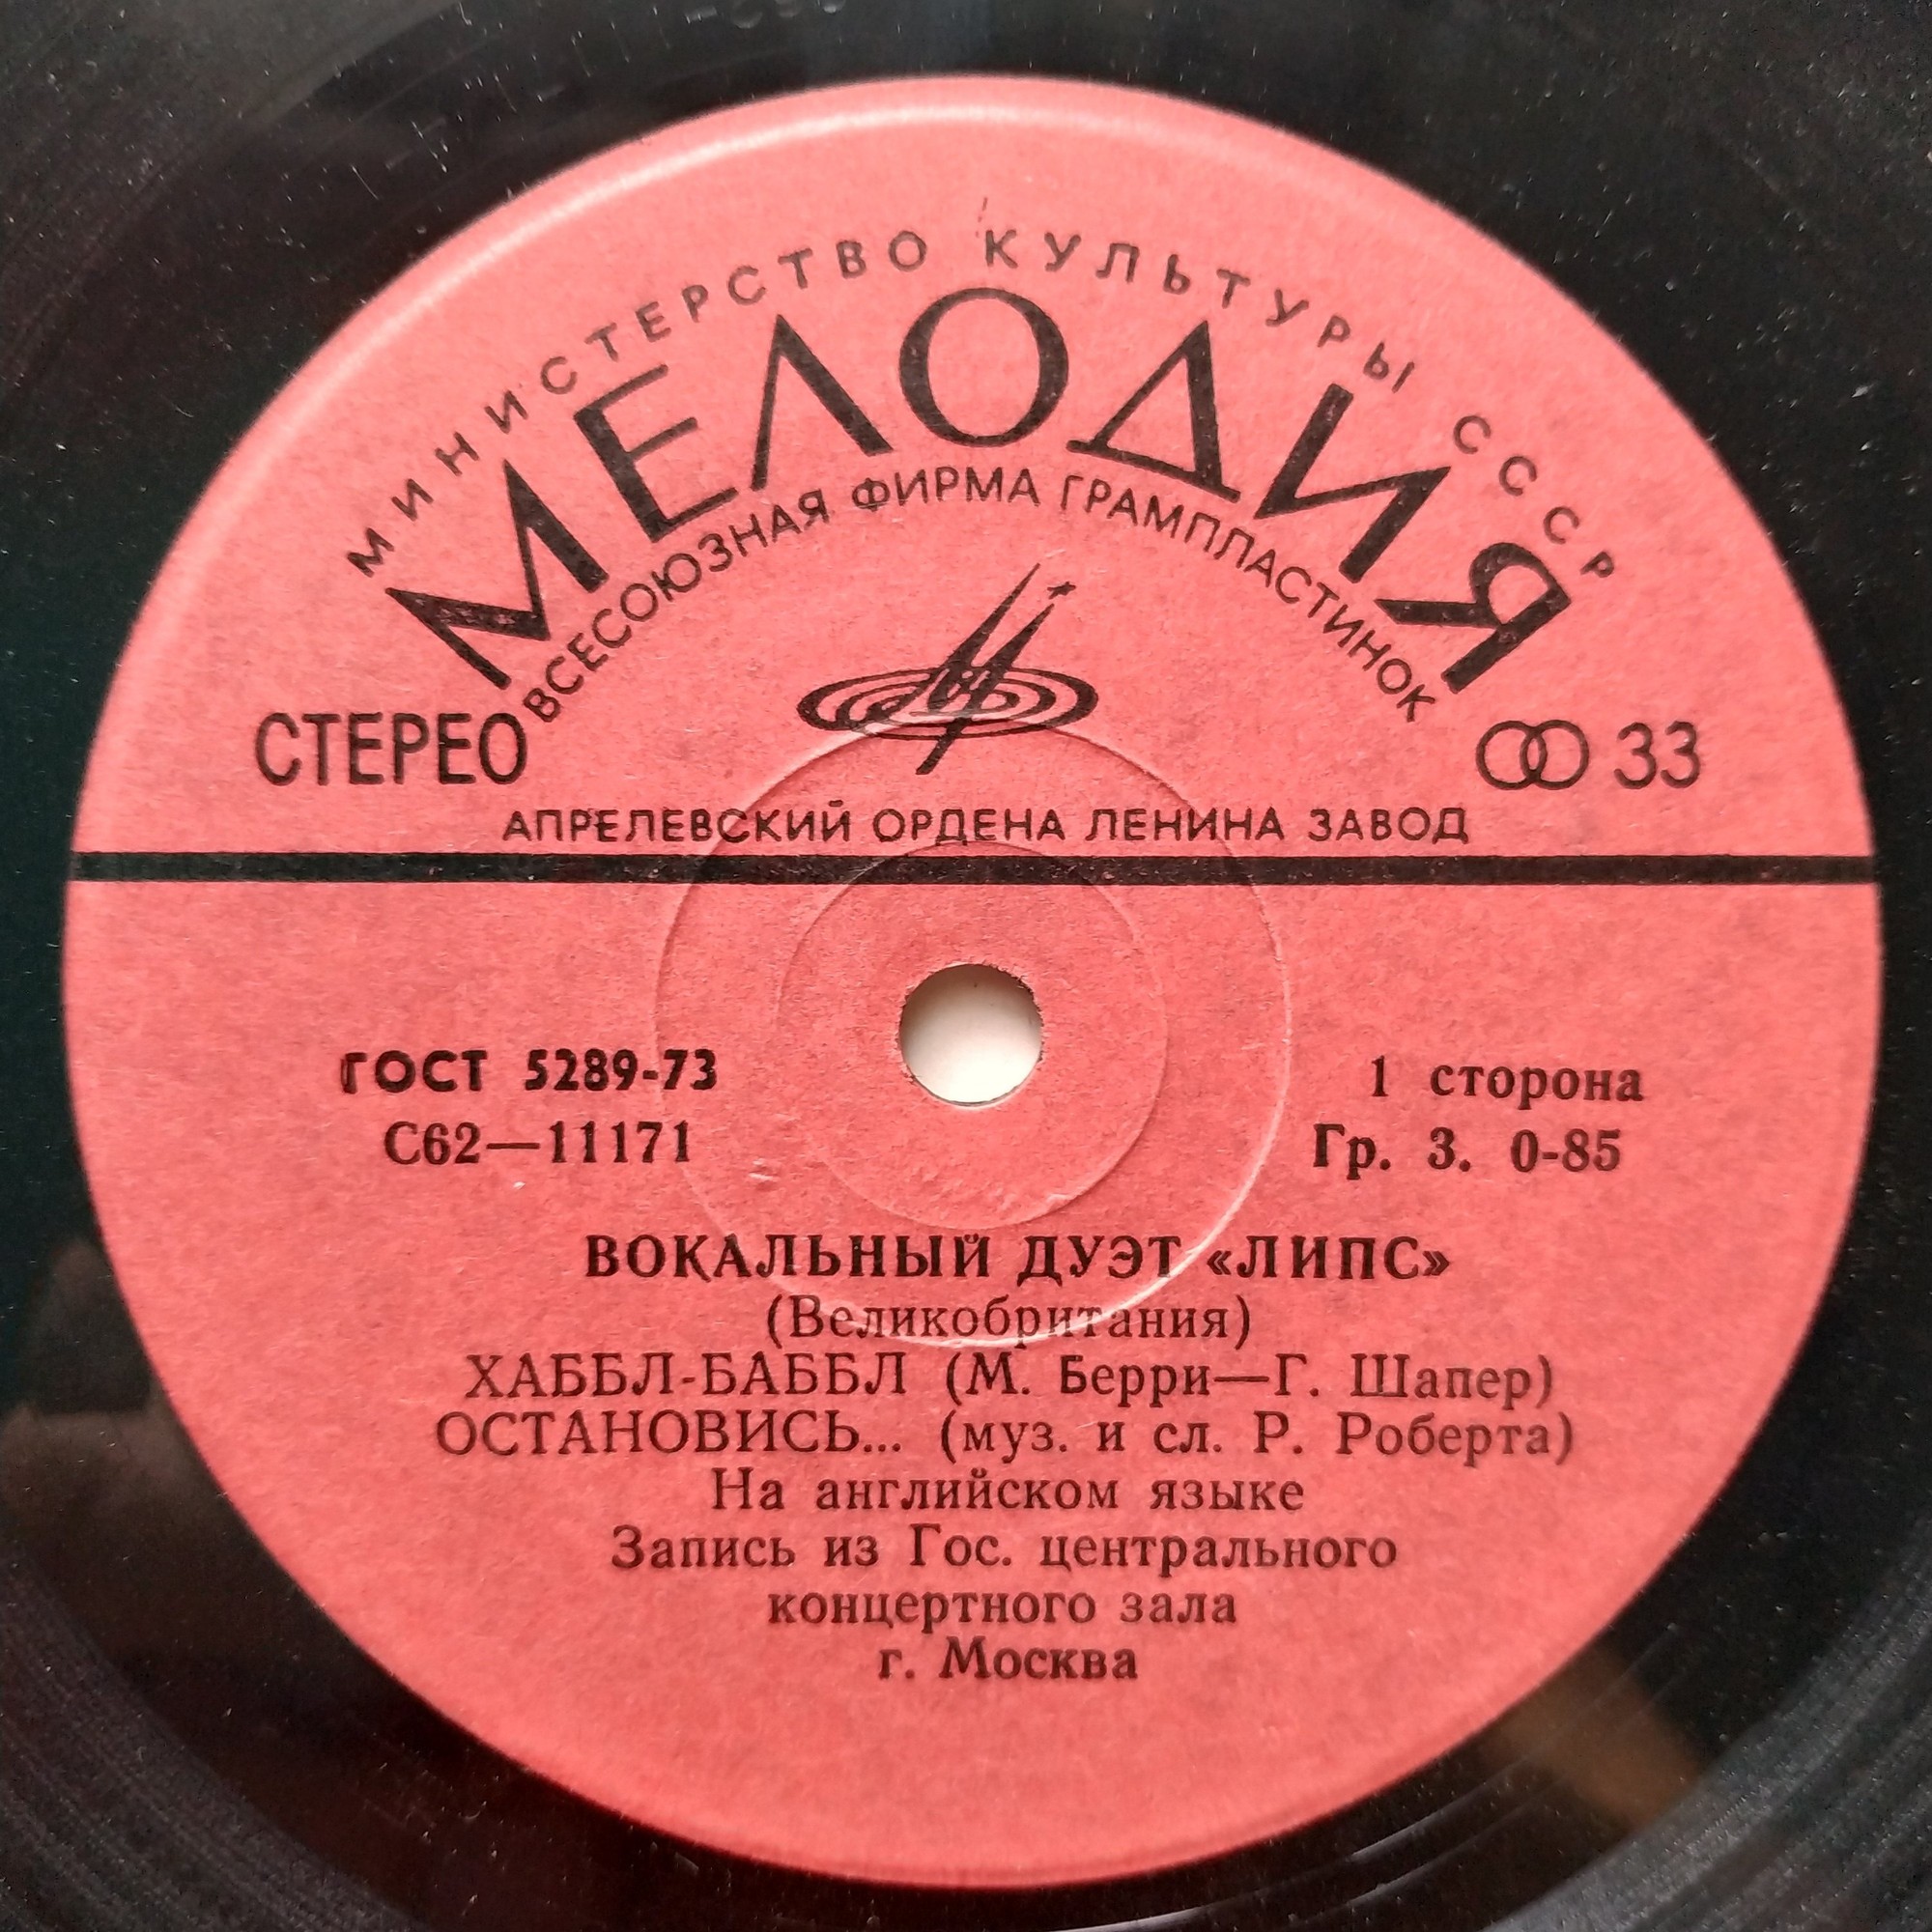 МИНИСТЕРСТВО КУЛЬТУРЫ СССР
МЕЛОДИЯ
ВСЕСОЮЗНАЯ ФИРМА ГРАМПЛАСТИНОК
СТЕРЕО 33
АПРЕЛЕВСКИЙ ОРДЕНА ЛЕНИНА ЗАВОД
ГОСТ 5289-73 1 сторона
С62—11171 Гр. 3. 0-85
ВОКАЛЬНЫЙ ДУЭТ «ЛИПС»
(Великобритания)
ХАББЛ-БАББЛ (М. Берри—Г. Шапер)
ОСТАНОВИСЬ... (муз. и сл. Р. Роберта)
На английском языке
Запись из Гос. центрального
концертного зала
г. Москва